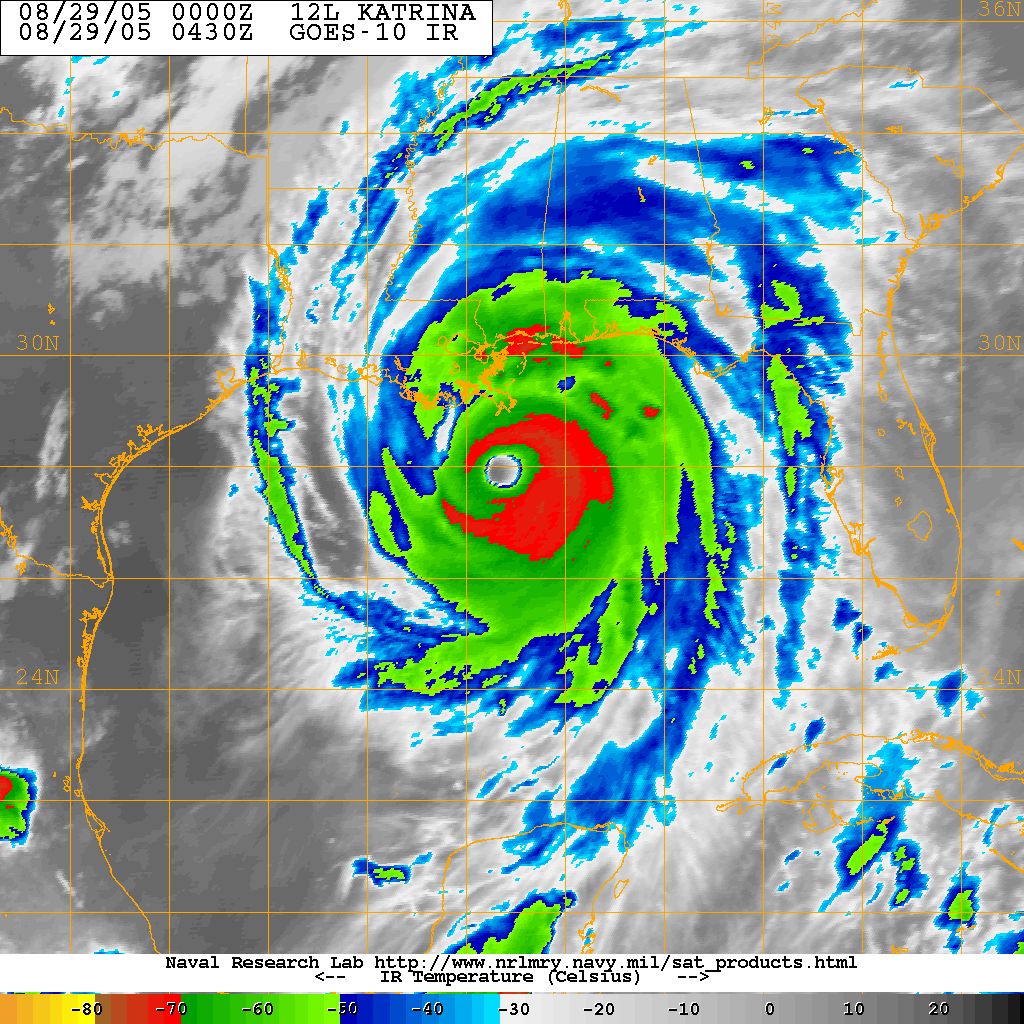 08/29/05 0000Z 12L KATRINA
08/29/05 0430Z GOES-10 IR
36N
30N 30N
24N 24N
Naval Research Lab http://www.nrlmry.navy.mil/sat_products.html
<-- IR Temperature (Celsius) -->
-80 -70 -60 -50 -40 -30 -20 -10 0 10 20